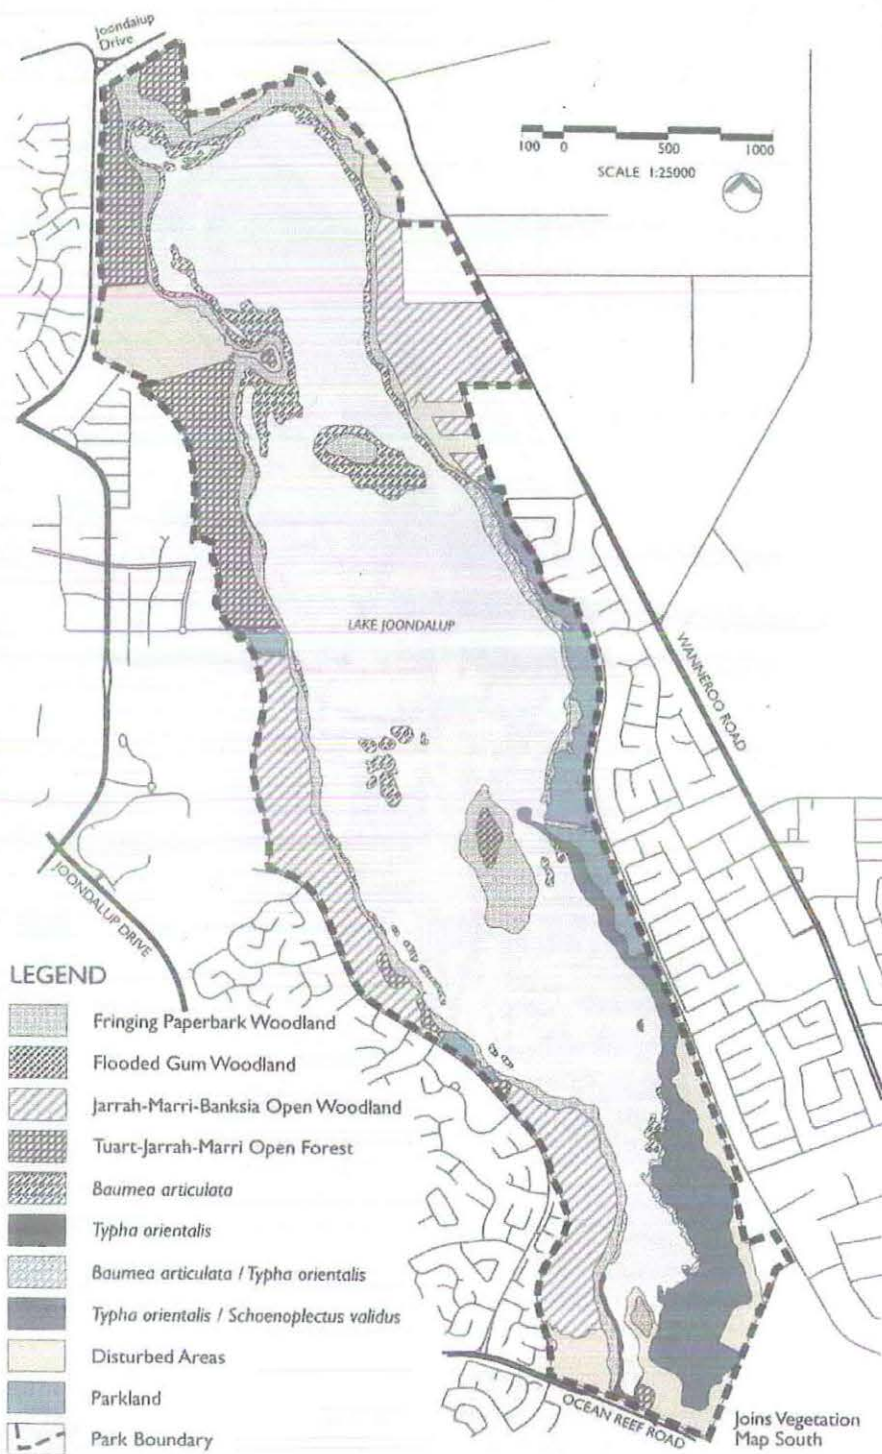 Joondalup
Drive
100 0 500 1000
SCALE 1:25000
LAKE JOONDALUP
WANNEROO ROAD
JOONDALUP DRIVE
LEGEND
Fringing Paperbark Woodland
Flooded Gum Woodland
Jarrah-Marri-Banksia Open Woodland
Tuart-Jarrah-Marri Open Forest
Baumea articulata
Typha orientalis
Baumea articulata / Typha orientalis
Typha orientalis / Schoenoplectus validus
Disturbed Areas
Parkland
Park Boundary
OCEAN REEF ROAD
Joins Vegetation
Map South